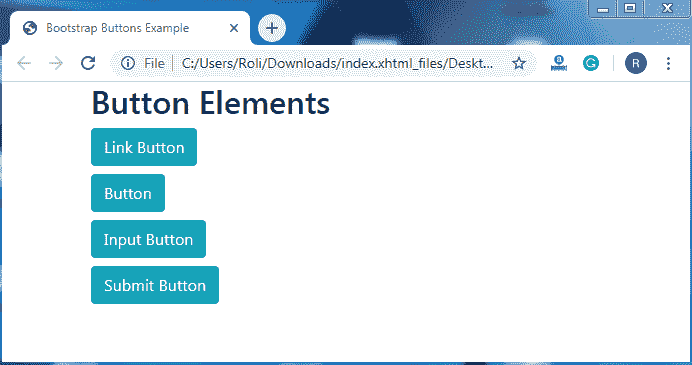 Bootstrap Buttons Example
File C:/Users/Roli/Downloads/index.xhtml_files/Deskt... R
Button Elements
Link Button
Button
Input Button
Submit Button